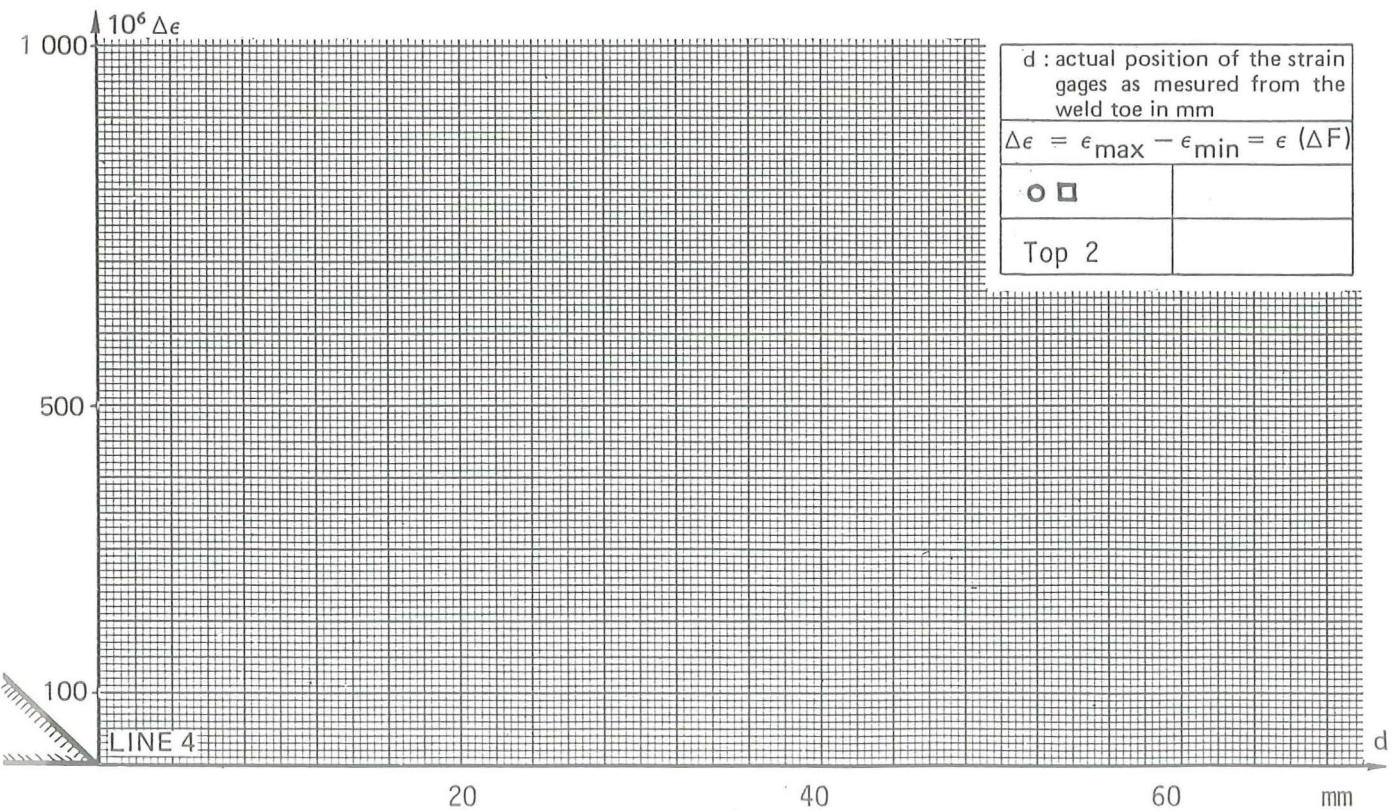 10⁶ Δϵ
1 000
d : actual position of the strain
gages as mesured from the
weld toe in mm
Δϵ = ϵmax − ϵmin = ϵ (ΔF)
Top 2
500
100
LINE 4
d
20 40 60 mm